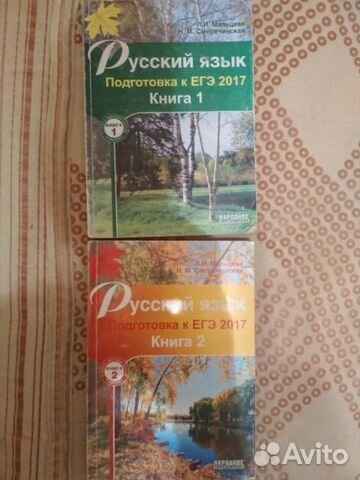 Л.И. Мальцева
Н. М. Смеречинская
Русский язык
Подготовка к ЕГЭ 2017
Книга 1
КНИГА
1
НАРОДНОЕ
ОБРАЗОВАНИЕ
Л.И. Мальцева
Н. М. Смеречинская
Русский язык
Подготовка к ЕГЭ 2017
Книга 2
КНИГА
2
НАРОДНОЕ
ОБРАЗОВАНИЕ
Avito